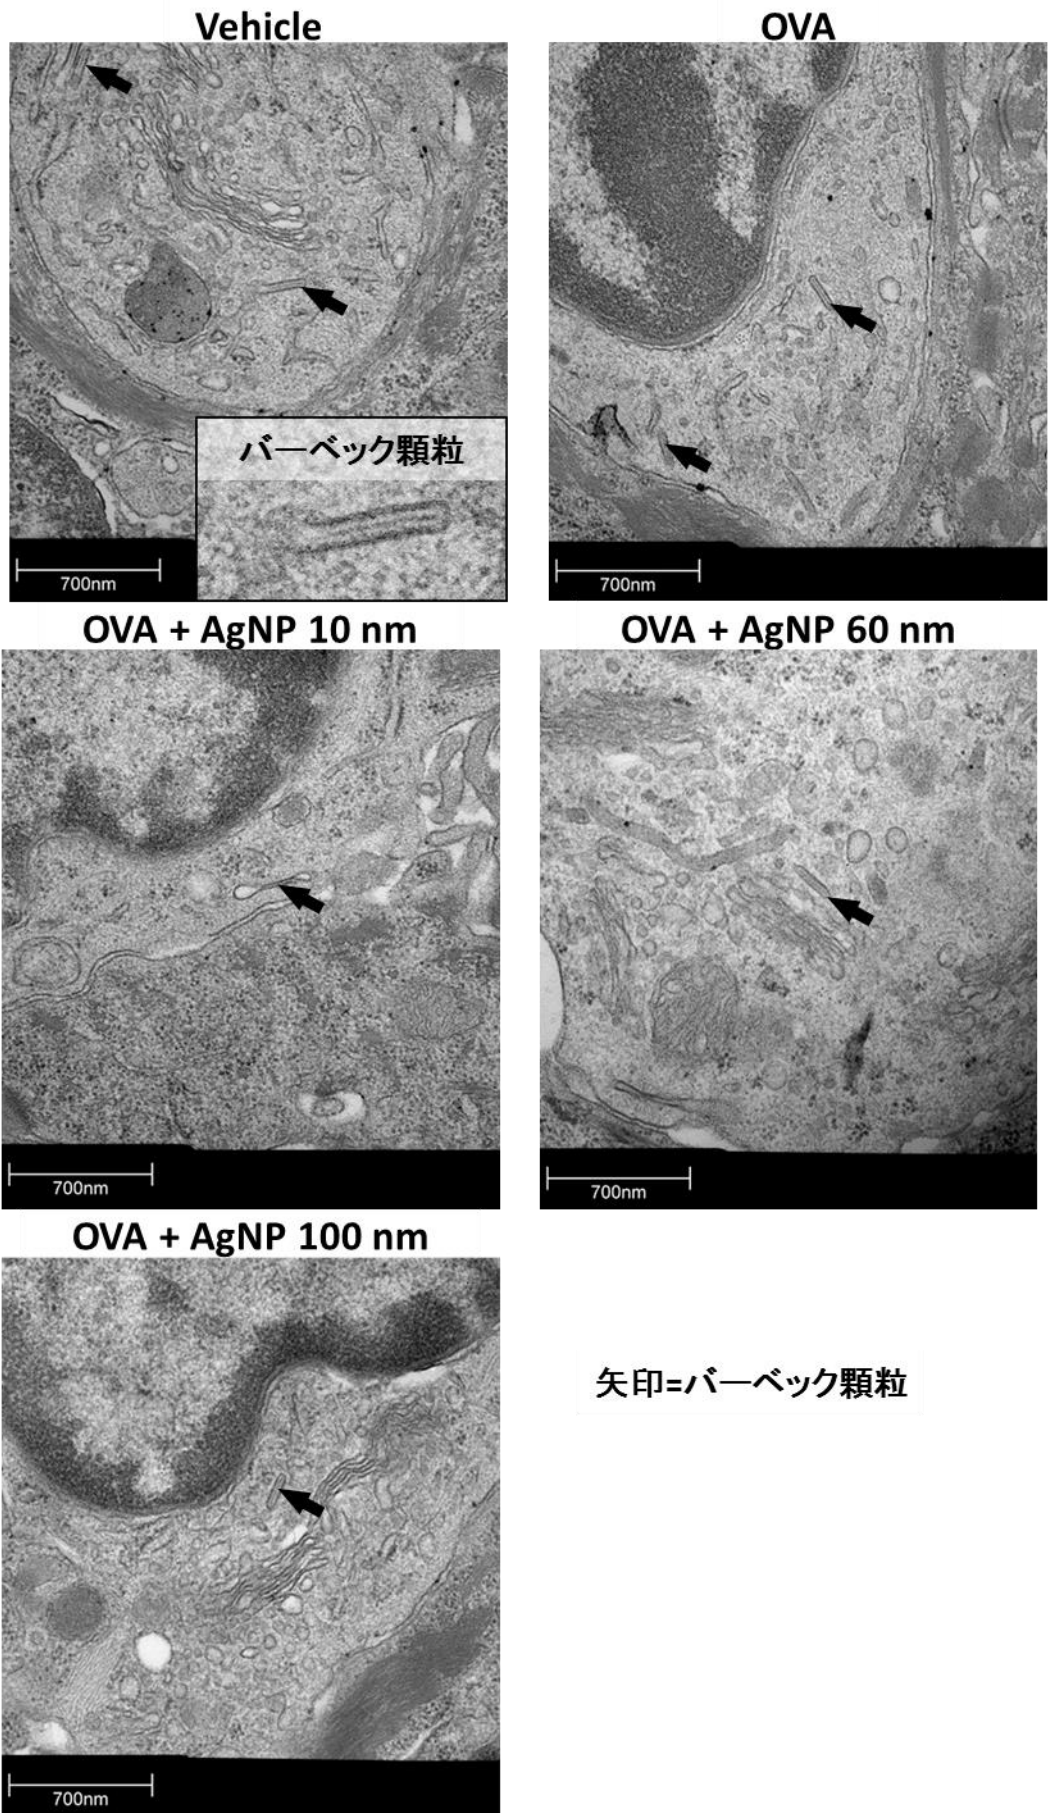 Vehicle
OVA
バーベック顆粒
700nm
700nm
OVA + AgNP 10 nm
OVA + AgNP 60 nm
700nm
700nm
OVA + AgNP 100 nm
矢印=バーベック顆粒
700nm